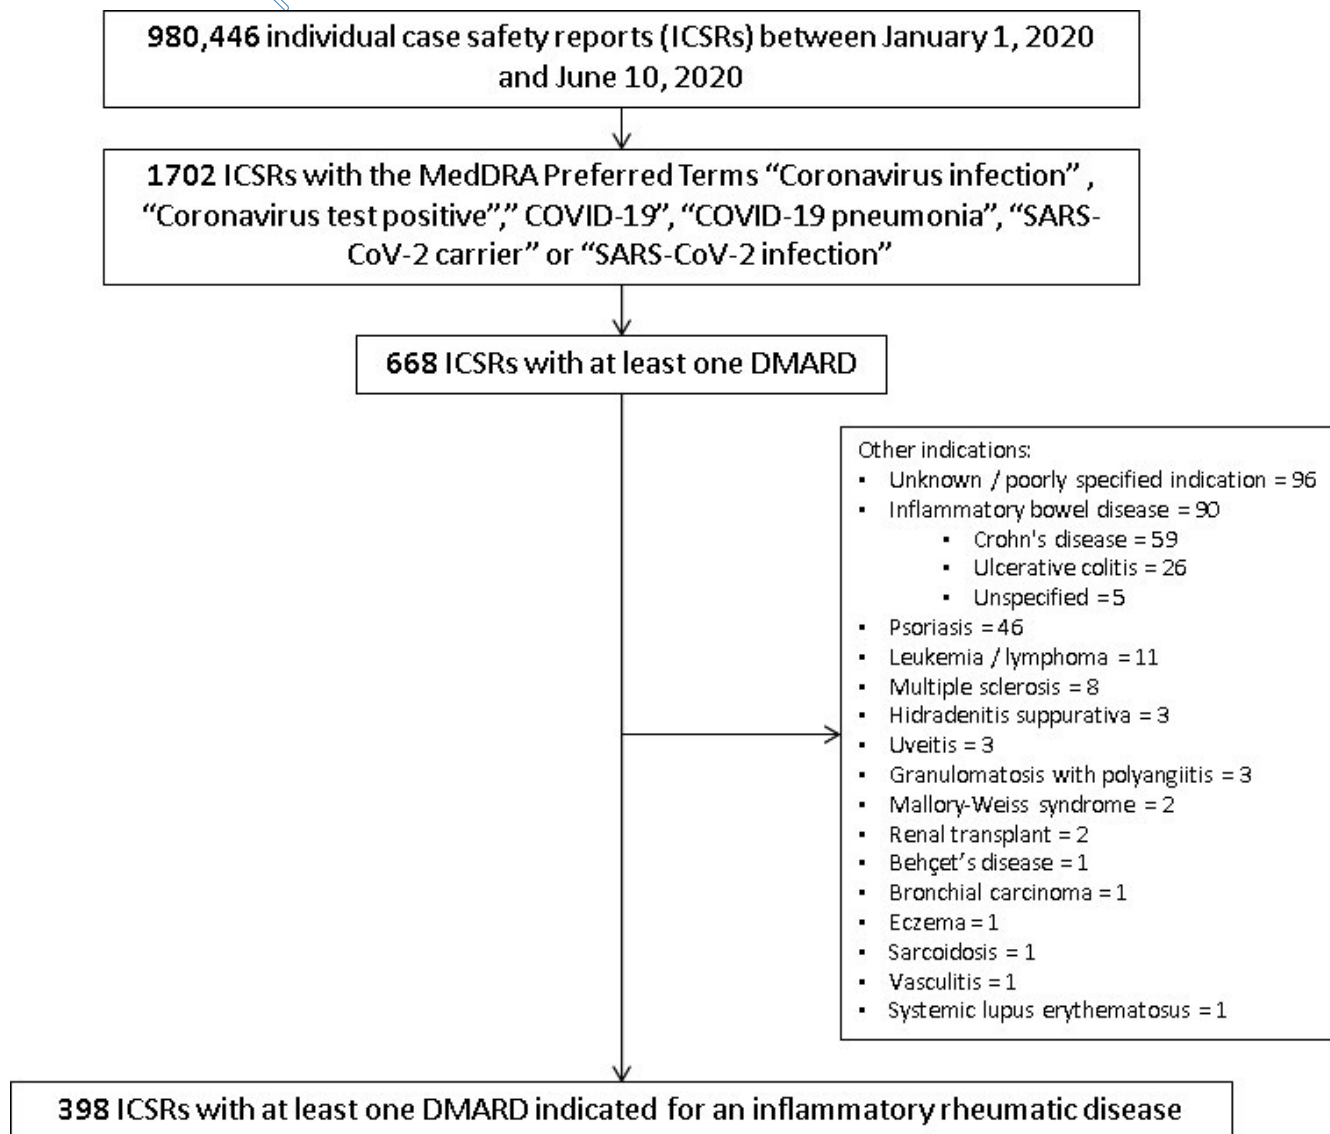 980,446 individual case safety reports (ICSRs) between January 1, 2020
and June 10, 2020
1702 ICSRs with the MedDRA Preferred Terms “Coronavirus infection” ,
“Coronavirus test positive”,” COVID-19”, “COVID-19 pneumonia”, “SARS-
CoV-2 carrier” or “SARS-CoV-2 infection”
668 ICSRs with at least one DMARD
Other indications:
▪ Unknown / poorly specified indication = 96
▪ Inflammatory bowel disease = 90
▪ Crohn's disease = 59
▪ Ulcerative colitis = 26
▪ Unspecified = 5
▪ Psoriasis = 46
▪ Leukemia / lymphoma = 11
▪ Multiple sclerosis = 8
▪ Hidradenitis suppurativa = 3
▪ Uveitis = 3
▪ Granulomatosis with polyangiitis = 3
▪ Mallory-Weiss syndrome = 2
▪ Renal transplant = 2
▪ Behçet’s disease = 1
▪ Bronchial carcinoma = 1
▪ Eczema = 1
▪ Sarcoidosis = 1
▪ Vasculitis = 1
▪ Systemic lupus erythematosus = 1
398 ICSRs with at least one DMARD indicated for an inflammatory rheumatic disease